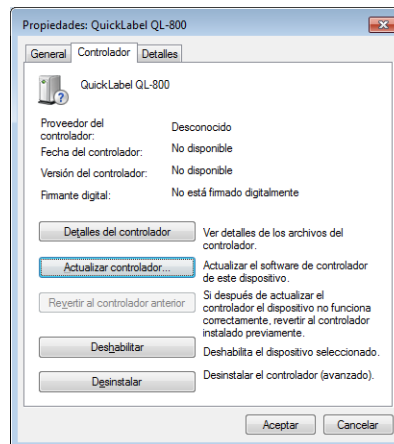 Propiedades: QuickLabel QL-800
General
Controlador
Detalles
QuickLabel QL-800
Proveedor del
controlador:
Desconocido
Fecha del controlador:
No disponible
Versión del controlador:
No disponible
Firmante digital:
No está firmado digitalmente
Detalles del controlador
Ver detalles de los archivos del
controlador.
Actualizar controlador...
Actualizar el software de controlador
de este dispositivo.
Revertir al controlador anterior
Si después de actualizar el
controlador el dispositivo no funciona
correctamente, revertir al controlador
instalado previamente.
Deshabilitar
Deshabilita el dispositivo seleccionado.
Desinstalar
Desinstalar el controlador (avanzado).
Aceptar
Cancelar